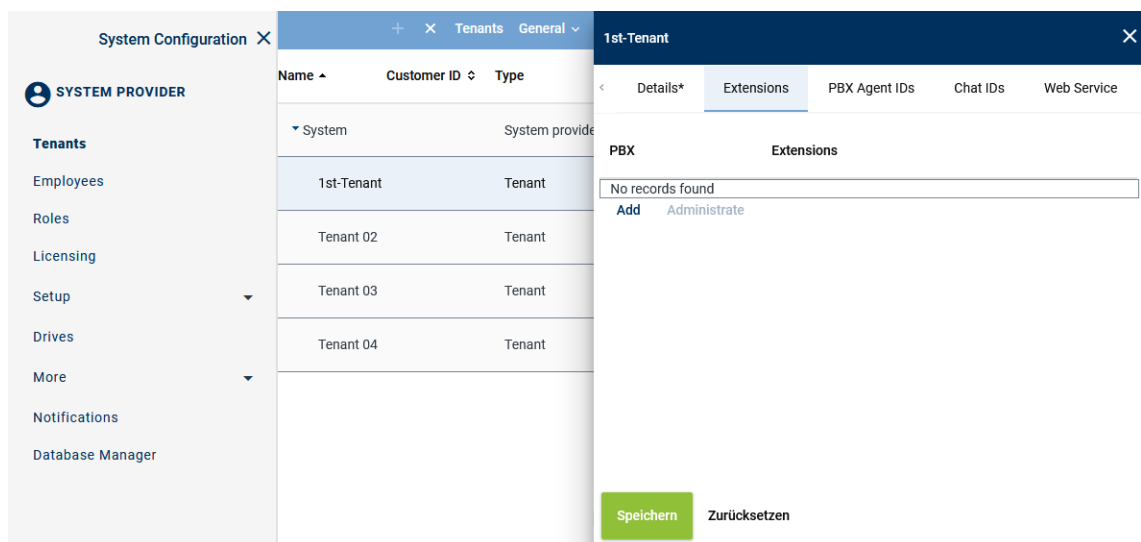 System Configuration
SYSTEM PROVIDER
Tenants
Employees
Roles
Licensing
Setup
Drives
More
Notifications
Database Manager
Tenants General
Name Customer ID Type
System System provide
1st-Tenant Tenant
Tenant 02 Tenant
Tenant 03 Tenant
Tenant 04 Tenant
1st-Tenant
Details* Extensions PBX Agent IDs Chat IDs Web Service
PBX Extensions
No records found
Add Administrate
Speichern Zurücksetzen